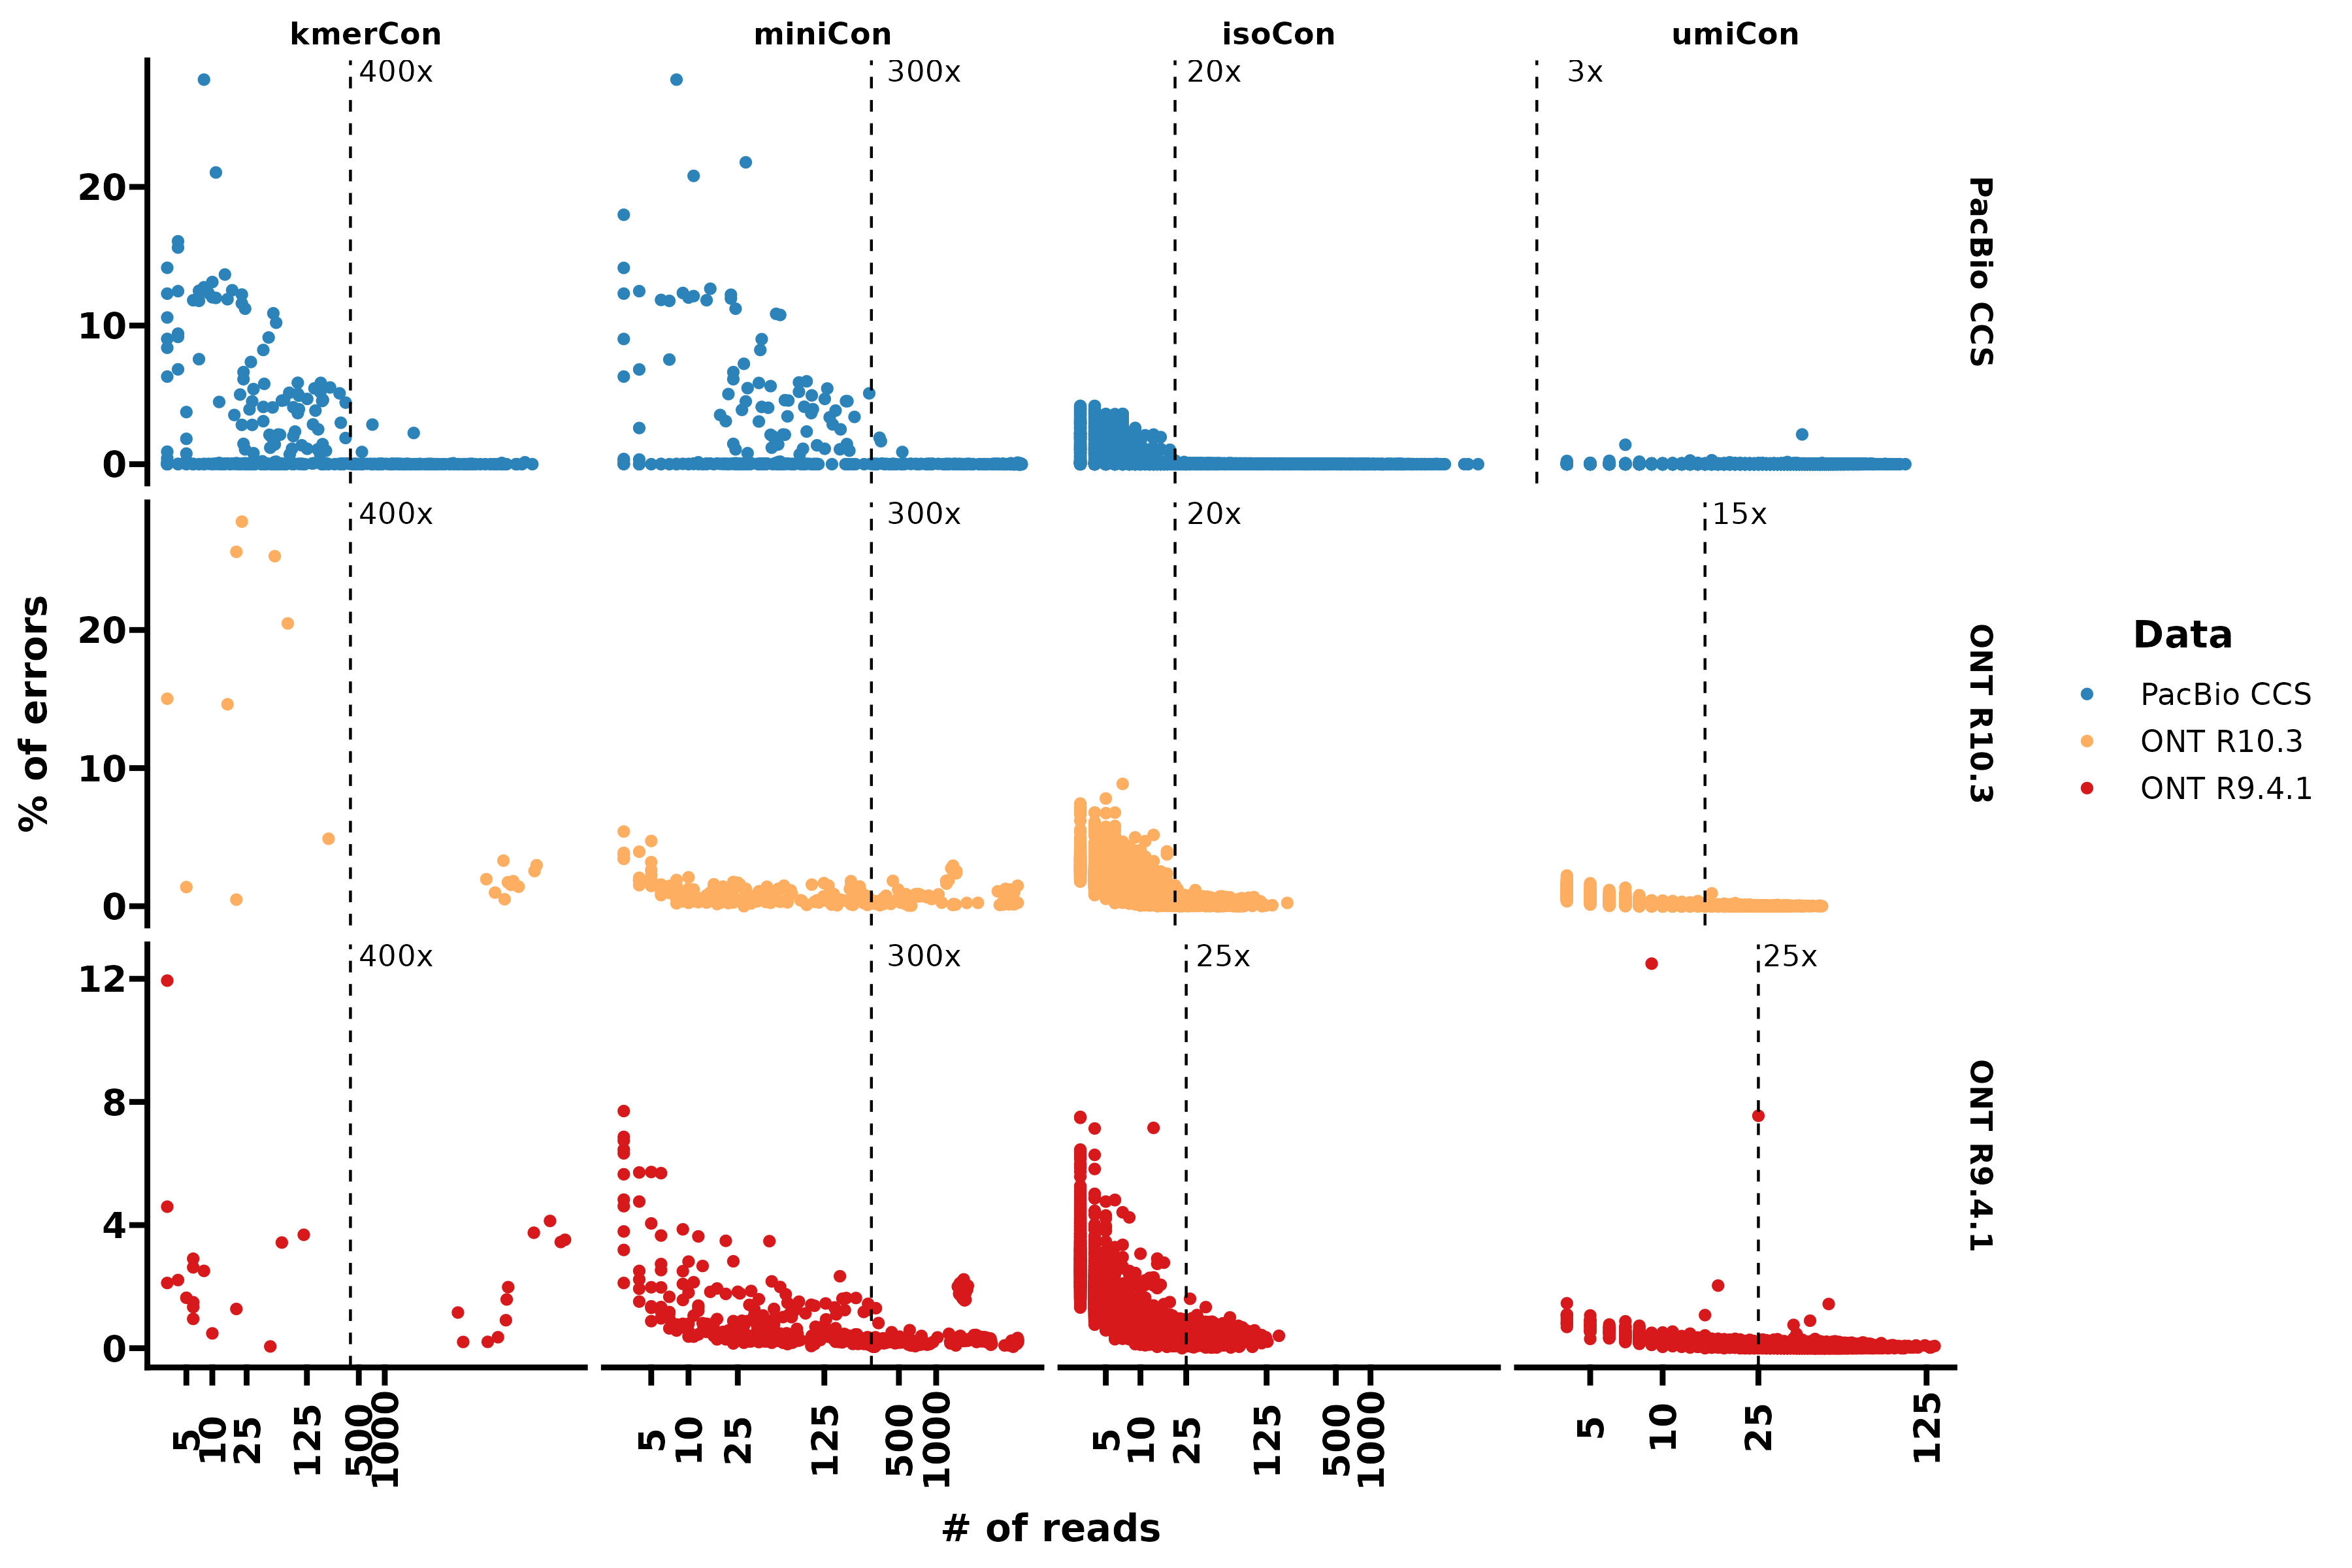 kmerCon miniCon isoCon umiCon
400x 300x 20x 3x
20
10
0
PacBio CCS
400x 300x 20x 15x
20
10
0
ONT R10.3
400x 300x 25x 25x
12
8
4
0
ONT R9.4.1
% of errors
5 10 25 125 500 1000 5 10 25 125 500 1000 5 10 25 125 500 1000 5 10 25 125
# of reads
Data
PacBio CCS
ONT R10.3
ONT R9.4.1